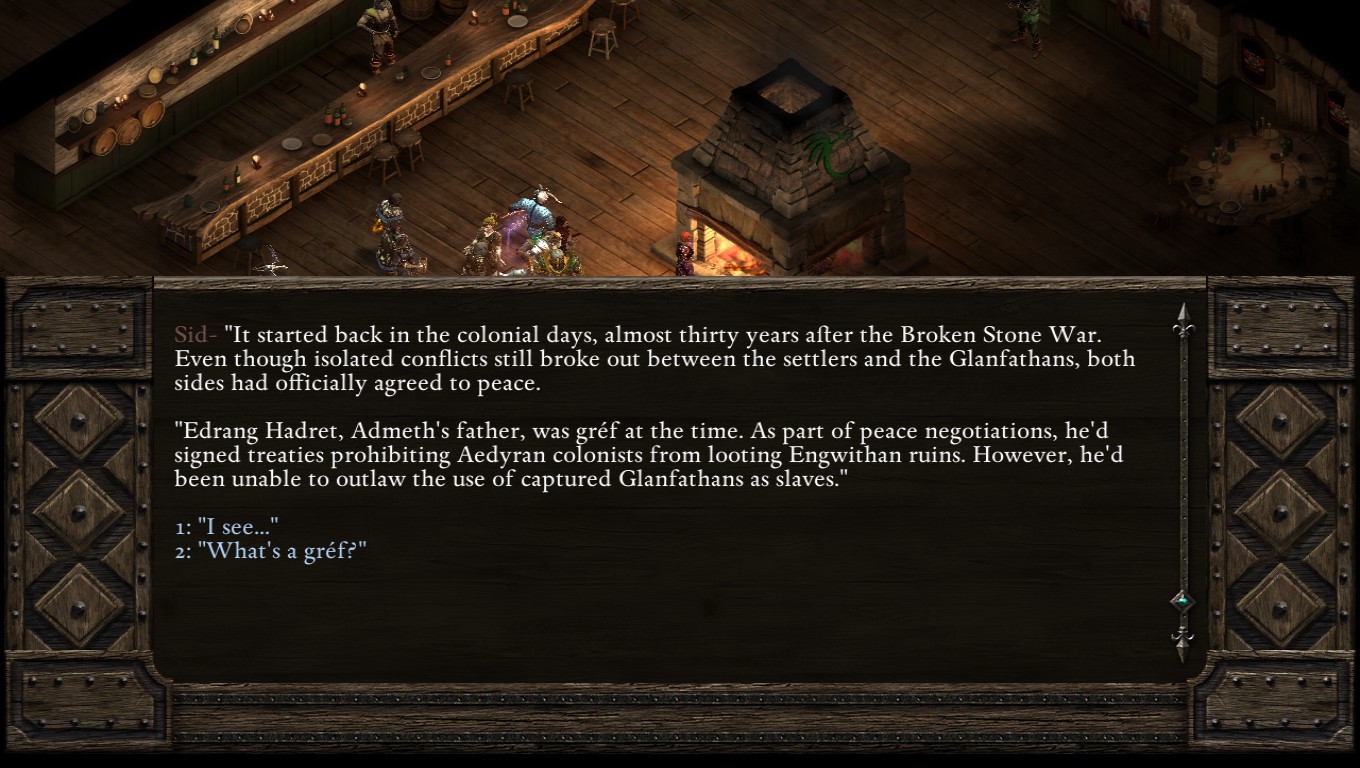 Sid- "It started back in the colonial days, almost thirty years after the Broken Stone War.
Even though isolated conflicts still broke out between the settlers and the Glanfathans, both
sides had officially agreed to peace.
"Edrang Hadret, Admeth's father, was gréf at the time. As part of peace negotiations, he'd
signed treaties prohibiting Aedyran colonists from looting Engwithan ruins. However, he'd
been unable to outlaw the use of captured Glanfathans as slaves."
1: "I see..."
2: "What's a gréf?"